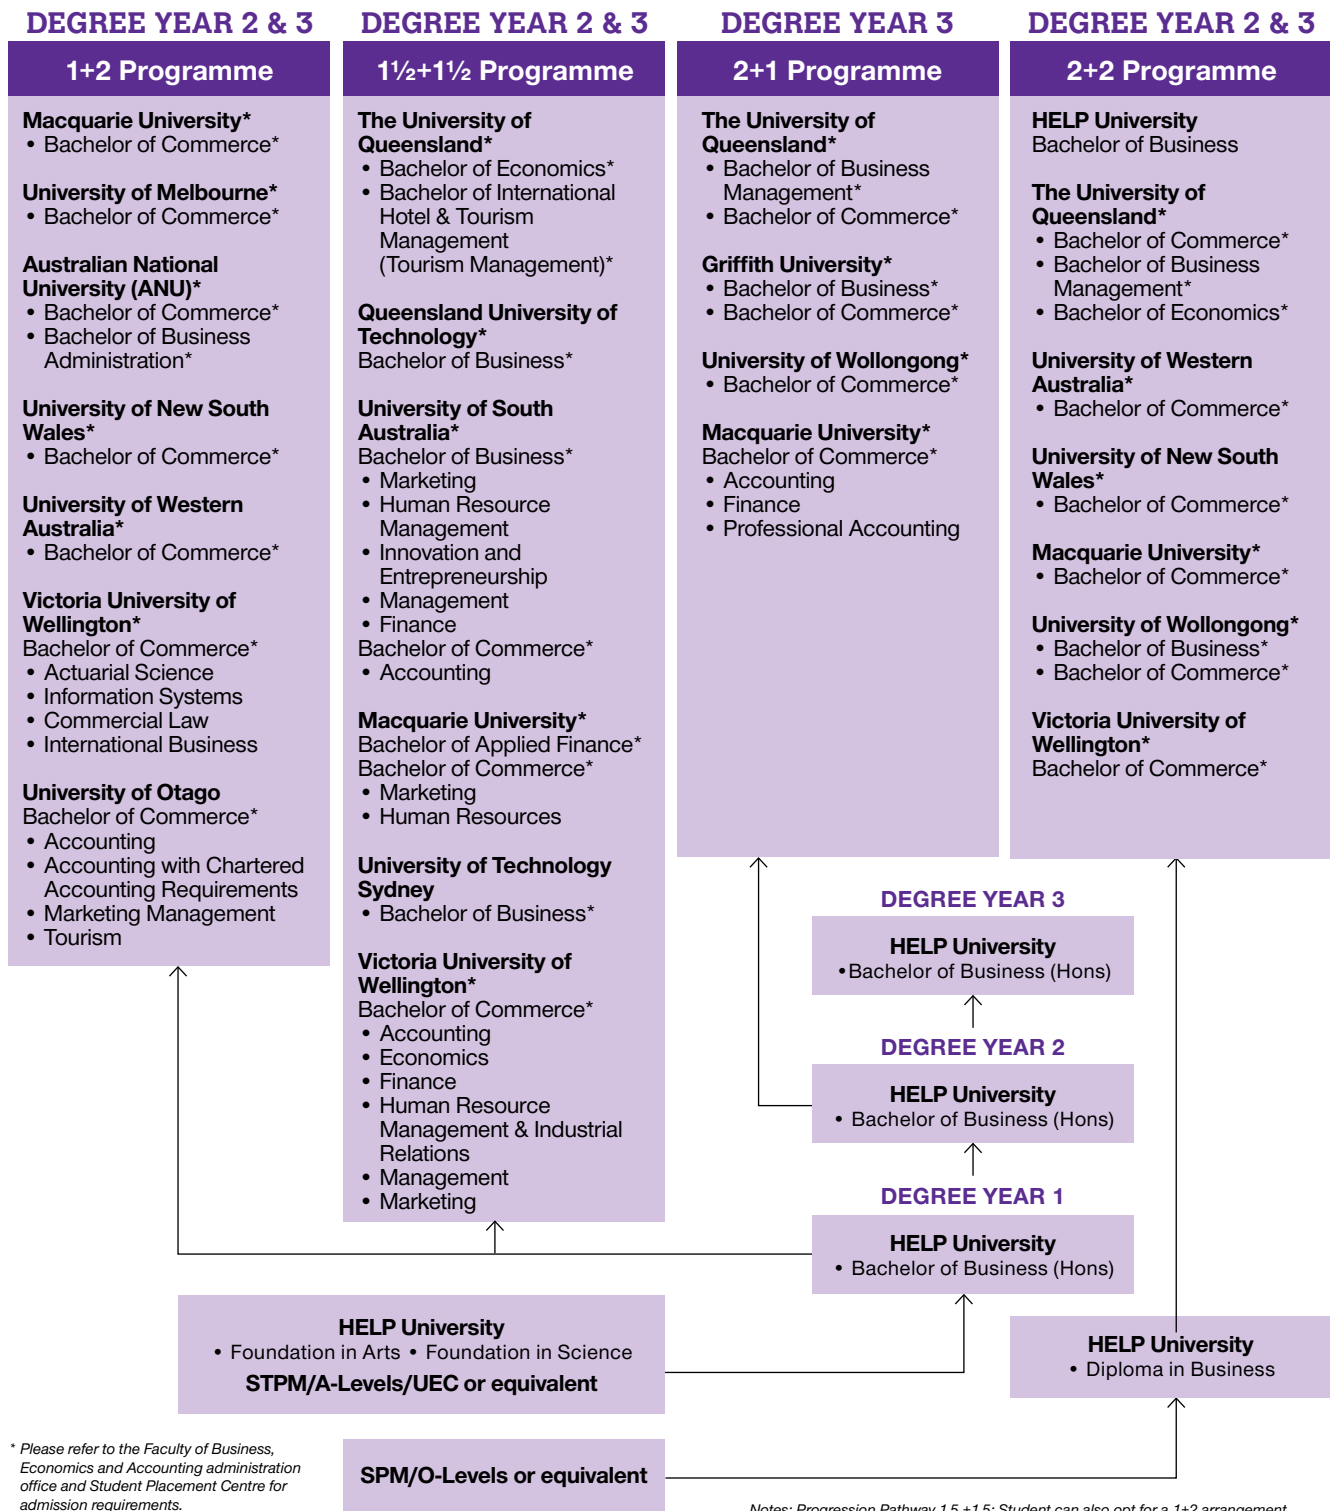 DEGREE YEAR 2 & 3
1+2 Programme
Macquarie University*
• Bachelor of Commerce*
University of Melbourne*
• Bachelor of Commerce*
Australian National
University (ANU)*
• Bachelor of Commerce*
• Bachelor of Business
Administration*
University of New South
Wales*
• Bachelor of Commerce*
University of Western
Australia*
• Bachelor of Commerce*
Victoria University of
Wellington*
Bachelor of Commerce*
• Actuarial Science
• Information Systems
• Commercial Law
• International Business
University of Otago
Bachelor of Commerce*
• Accounting
• Accounting with Chartered
Accounting Requirements
• Marketing Management
• Tourism
DEGREE YEAR 2 & 3
1½+1½ Programme
The University of
Queensland*
• Bachelor of Economics*
• Bachelor of International
Hotel & Tourism
Management
(Tourism Management)*
Queensland University of
Technology*
Bachelor of Business*
University of South
Australia*
Bachelor of Business*
• Marketing
• Human Resource
Management
• Innovation and
Entrepreneurship
• Management
• Finance
Bachelor of Commerce*
• Accounting
Macquarie University*
Bachelor of Applied Finance*
Bachelor of Commerce*
• Marketing
• Human Resources
University of Technology
Sydney
• Bachelor of Business*
Victoria University of
Wellington*
Bachelor of Commerce*
• Accounting
• Economics
• Finance
• Human Resource
Management & Industrial
Relations
• Management
• Marketing
DEGREE YEAR 3
2+1 Programme
The University of
Queensland*
• Bachelor of Business
Management*
• Bachelor of Commerce*
Griffith University*
• Bachelor of Business*
• Bachelor of Commerce*
University of Wollongong*
• Bachelor of Commerce*
Macquarie University*
Bachelor of Commerce*
• Accounting
• Finance
• Professional Accounting
DEGREE YEAR 2 & 3
2+2 Programme
HELP University
Bachelor of Business
The University of
Queensland*
• Bachelor of Commerce*
• Bachelor of Business
Management*
• Bachelor of Economics*
University of Western
Australia*
• Bachelor of Commerce*
University of New South
Wales*
• Bachelor of Commerce*
Macquarie University*
• Bachelor of Commerce*
University of Wollongong*
• Bachelor of Business*
• Bachelor of Commerce*
Victoria University of
Wellington*
Bachelor of Commerce*
DEGREE YEAR 3
HELP University
•Bachelor of Business (Hons)
DEGREE YEAR 2
HELP University
• Bachelor of Business (Hons)
DEGREE YEAR 1
HELP University
• Bachelor of Business (Hons)
HELP University
• Foundation in Arts • Foundation in Science
STPM/A-Levels/UEC or equivalent
HELP University
• Diploma in Business
SPM/O-Levels or equivalent
* Please refer to the Faculty of Business,
Economics and Accounting administration
office and Student Placement Centre for
admission requirements.
Notes: Progression Pathway 1.5 +1.5: Student can also opt for a 1+2 arrangement